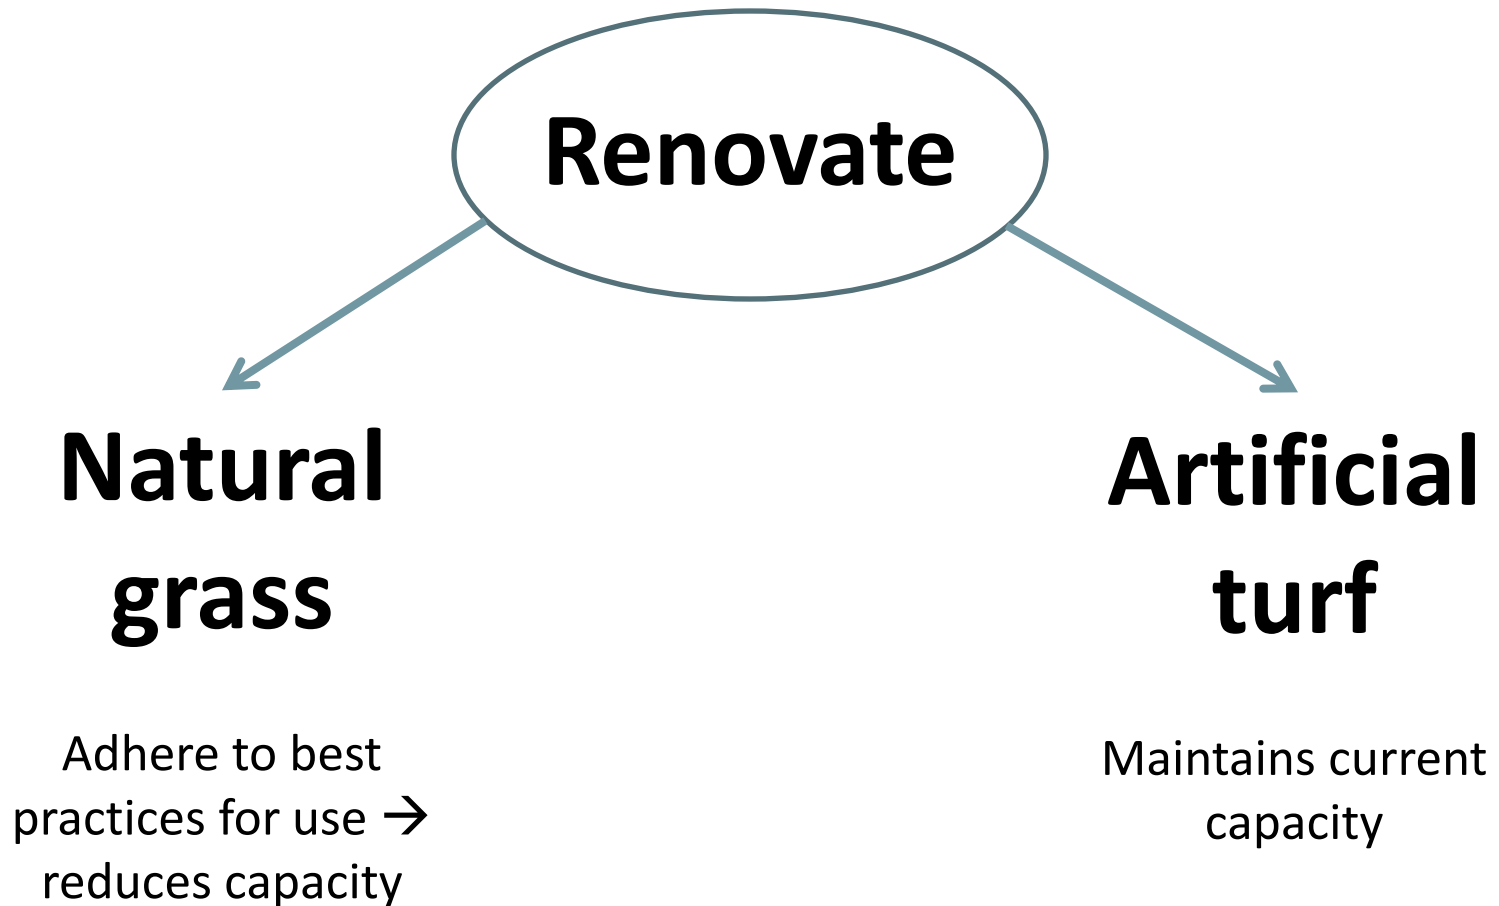 Renovate
Natural
grass
Adhere to best
practices for use →
reduces capacity
Artificial
turf
Maintains current
capacity